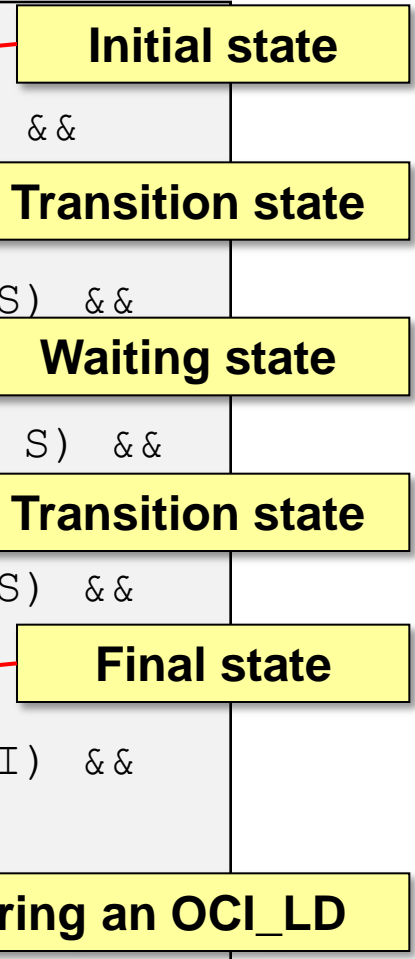 Initial state
&&
Transition state
S) &&
Waiting state
S) &&
Transition state
S) &&
Final state
I) &&
ring an OCI_LD